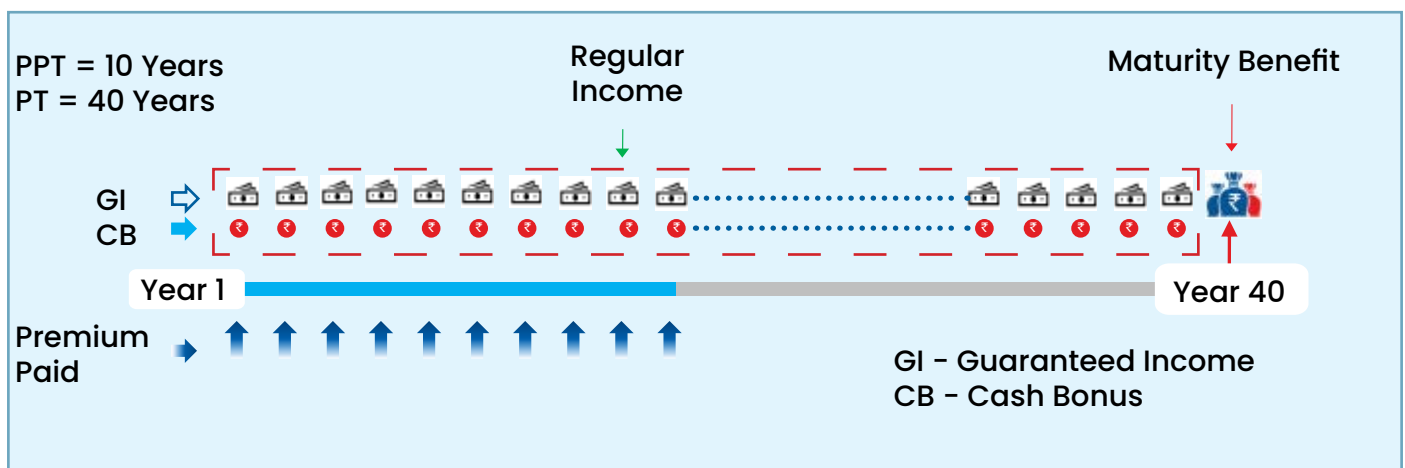 PPT = 10 Years
PT = 40 Years
Regular
Income
Maturity Benefit
GI
CB
Year 1
Year 40
Premium
Paid
GI - Guaranteed Income
CB - Cash Bonus